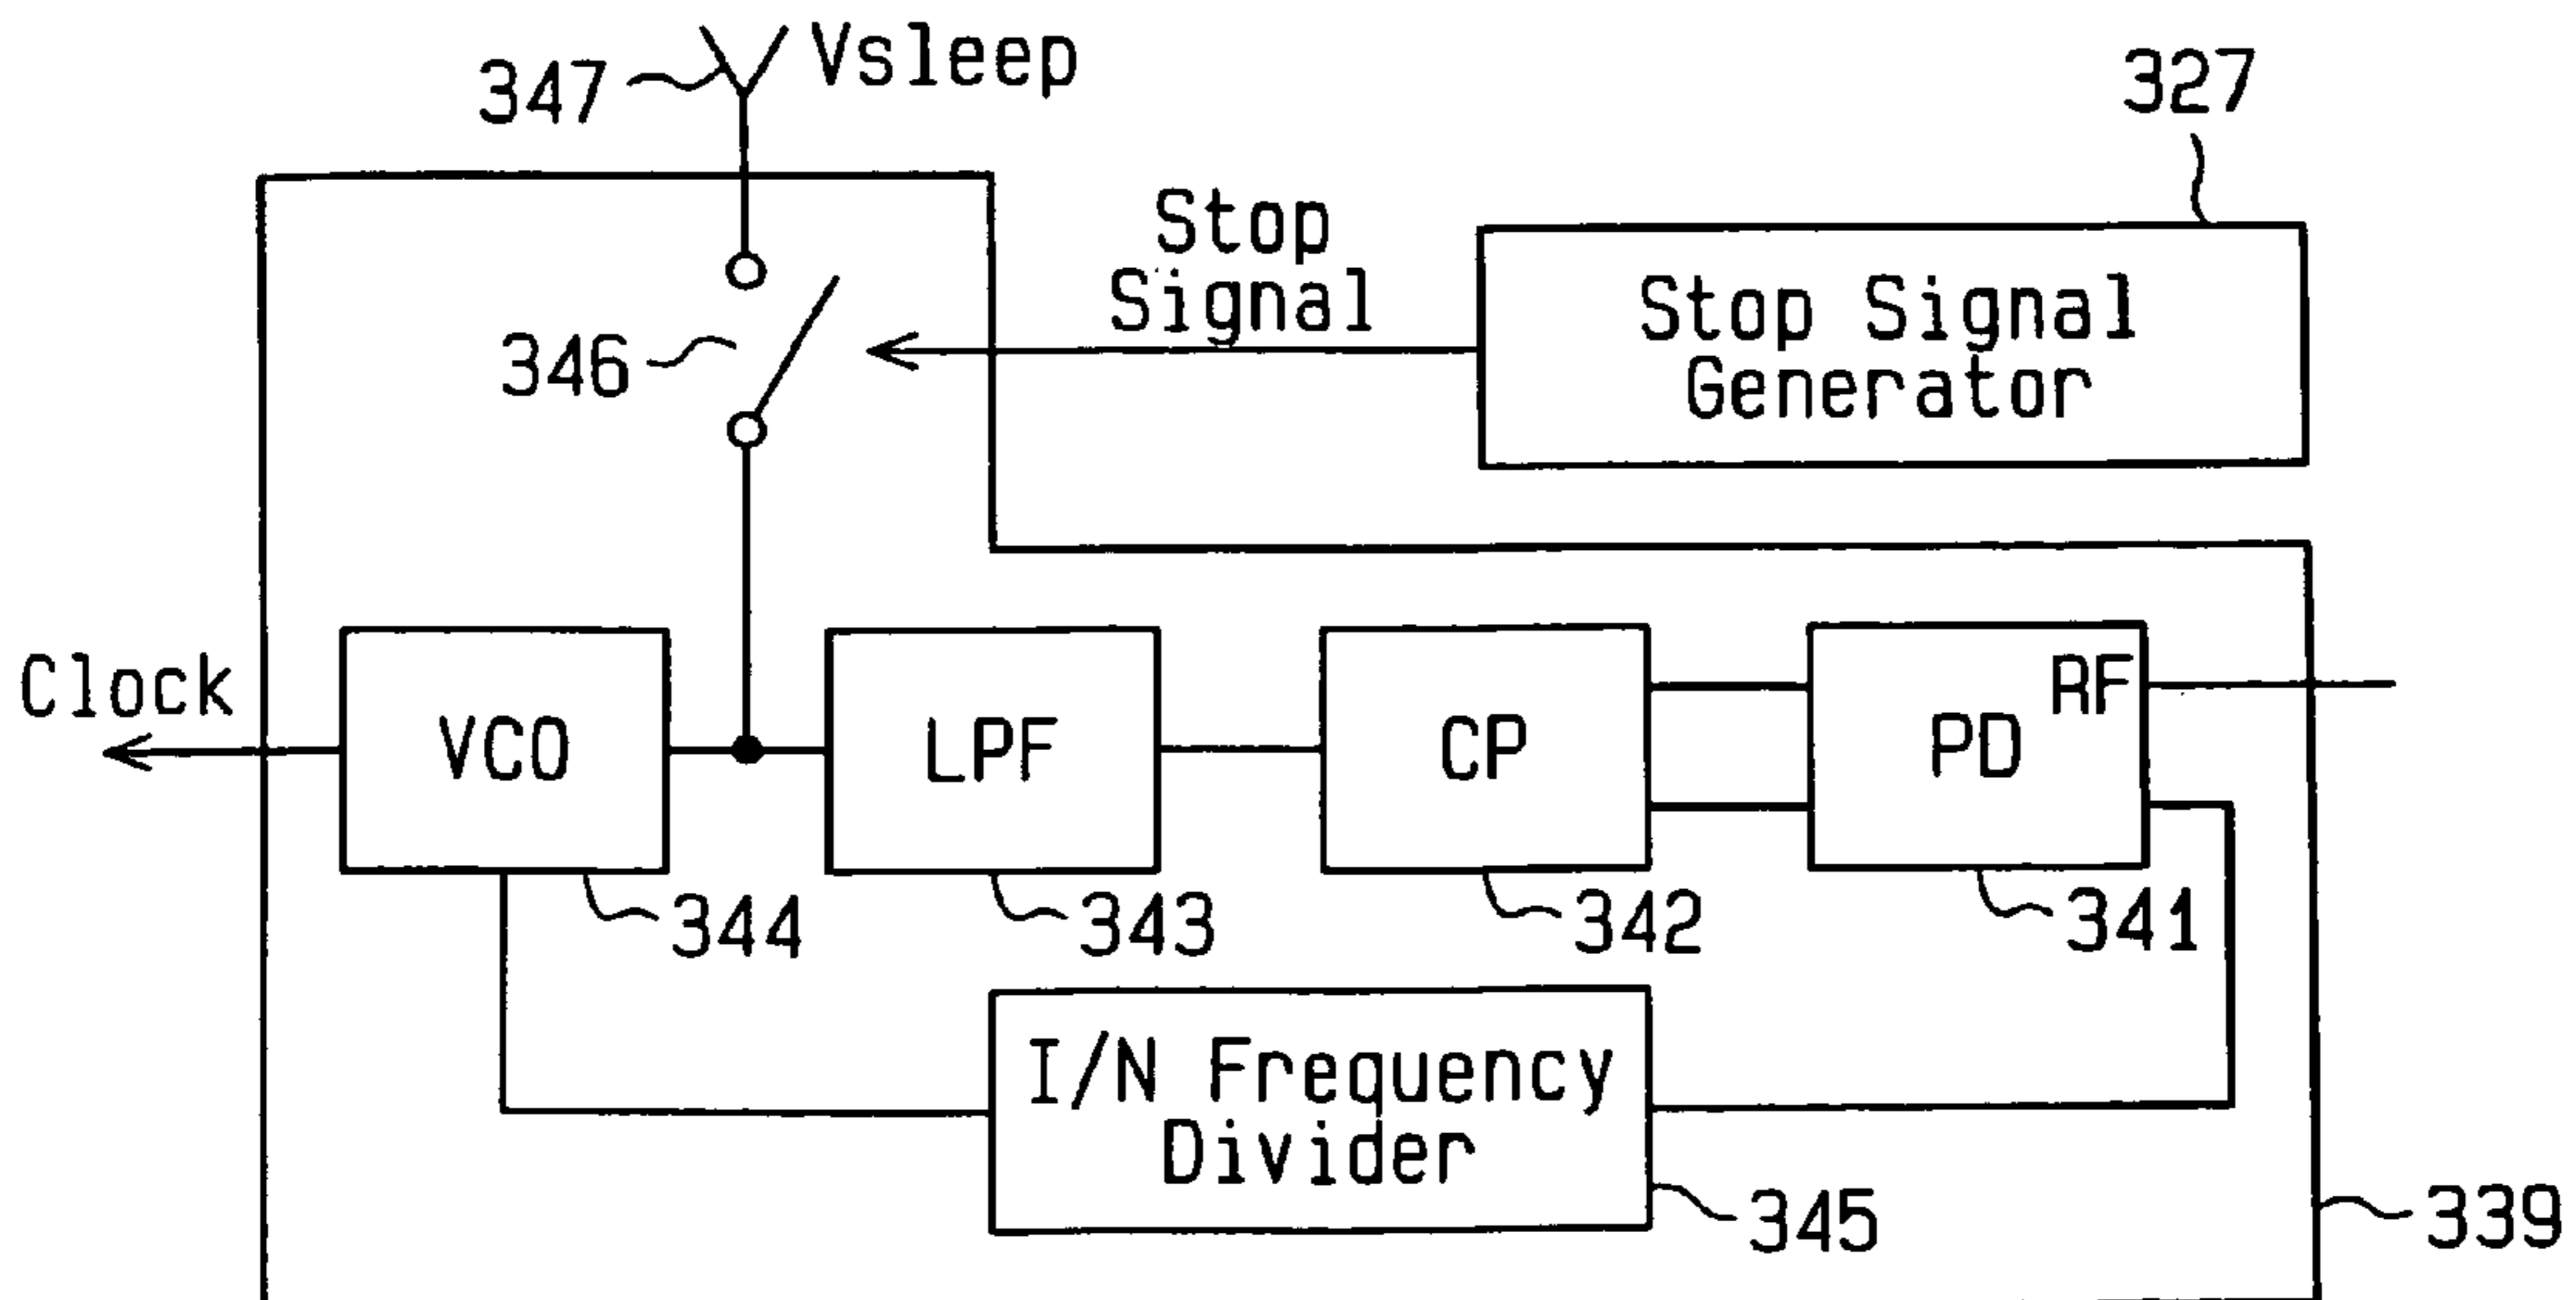 347
Vsleep
327
Stop
Signal
Stop Signal
Generator
346
Clock
VCO
LPF
CP
RF
PD
344
343
342
341
I/N Frequency
Divider
345
339